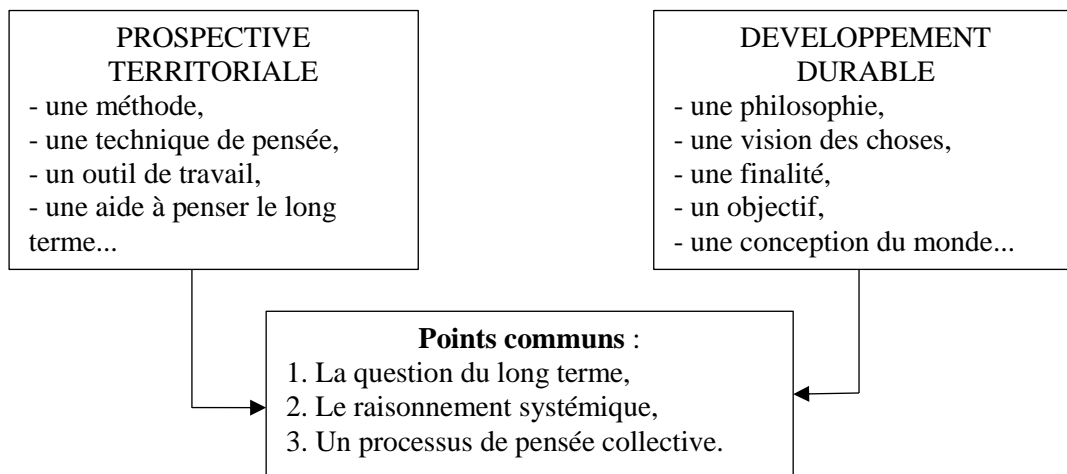 PROSPECTIVE
TERRITORIALE
- une méthode,
- une technique de pensée,
- un outil de travail,
- une aide à penser le long
terme...
DEVELOPPEMENT
DURABLE
- une philosophie,
- une vision des choses,
- une finalité,
- un objectif,
- une conception du monde...
Points communs :
1. La question du long terme,
2. Le raisonnement systémique,
3. Un processus de pensée collective.